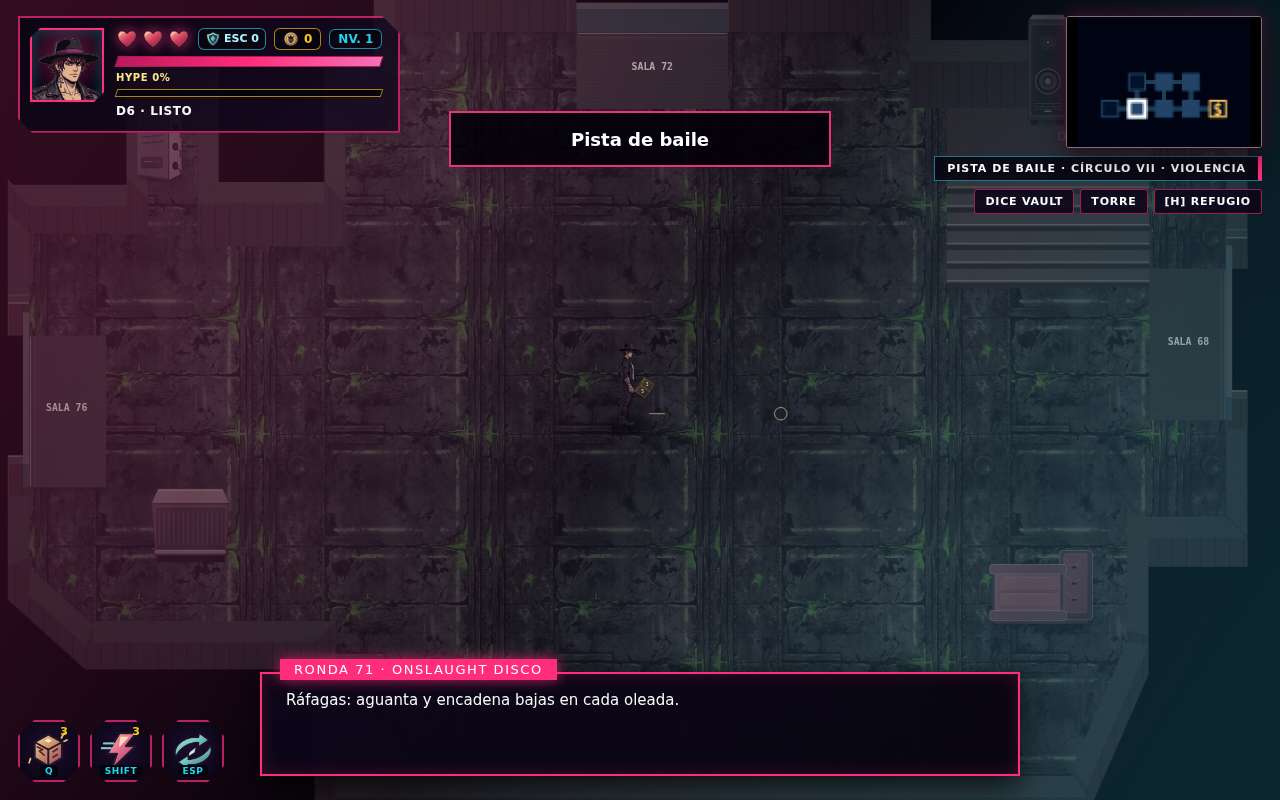 ESC 0
0
NV. 1
HYPE 0%
D6 · LISTO
SALA 72
Pista de baile
$
PISTA DE BAILE · CÍRCULO VII · VIOLENCIA
DICE VAULT
TORRE
[H] REFUGIO
SALA 68
SALA 76
RONDA 71 · ONSLAUGHT DISCO
Ráfagas: aguanta y encadena bajas en cada oleada.
3
Q
3
SHIFT
ESP